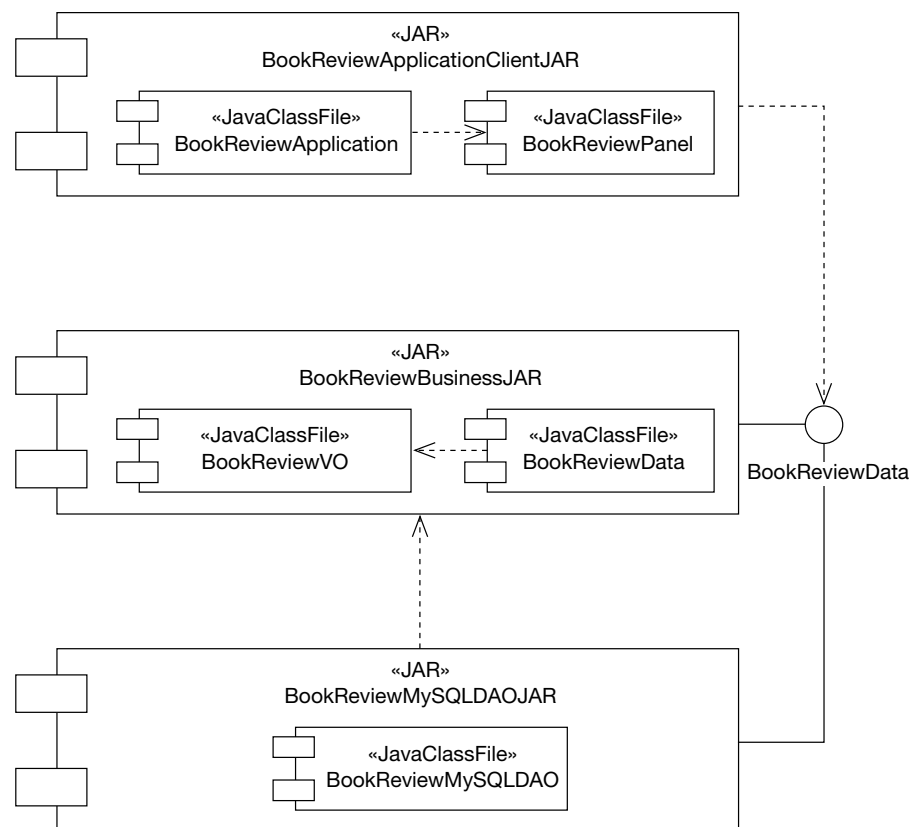 «JAR»
BookReviewApplicationClientJAR
«JavaClassFile»
BookReviewApplication
«JavaClassFile»
BookReviewPanel
«JAR»
BookReviewBusinessJAR
«JavaClassFile»
BookReviewVO
«JavaClassFile»
BookReviewData
BookReviewData
«JAR»
BookReviewMySQLDAOJAR
«JavaClassFile»
BookReviewMySQLDAO